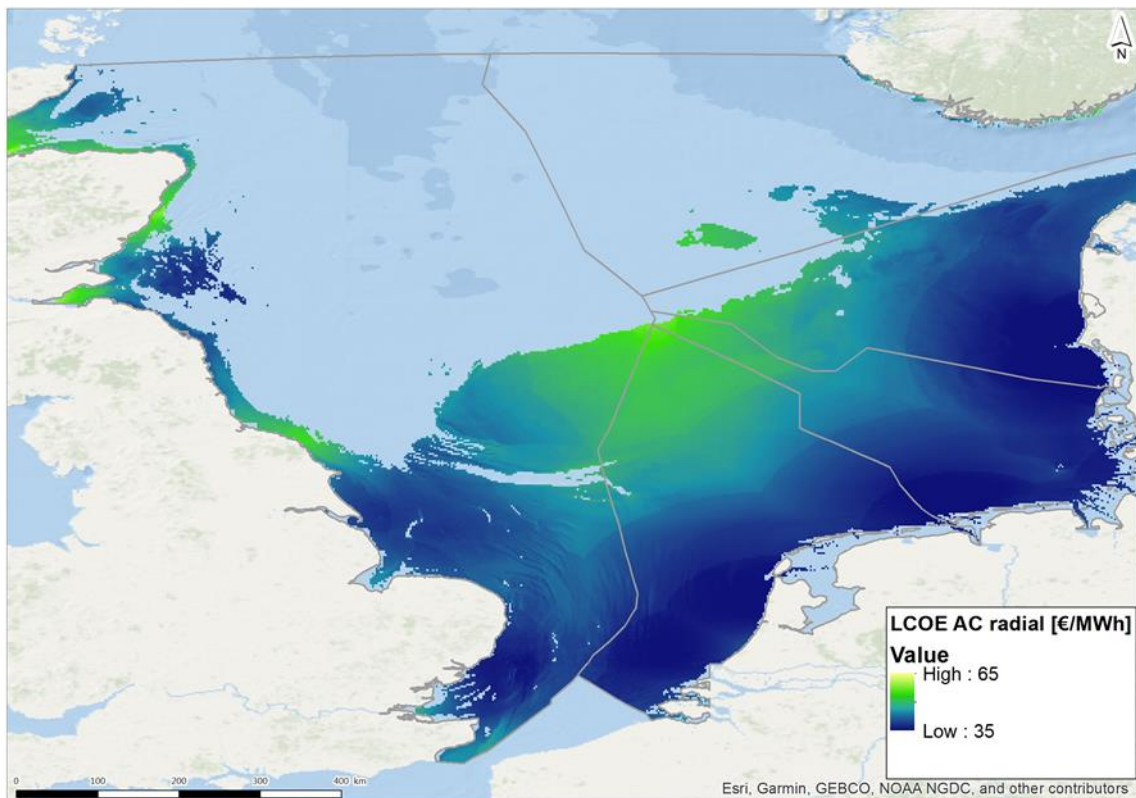 N
LCOE AC radial [€/MWh]
Value
High : 65
Low : 35
0 100 200 300 400 km
Esri, Garmin, GEBCO, NOAA NGDC, and other contributors